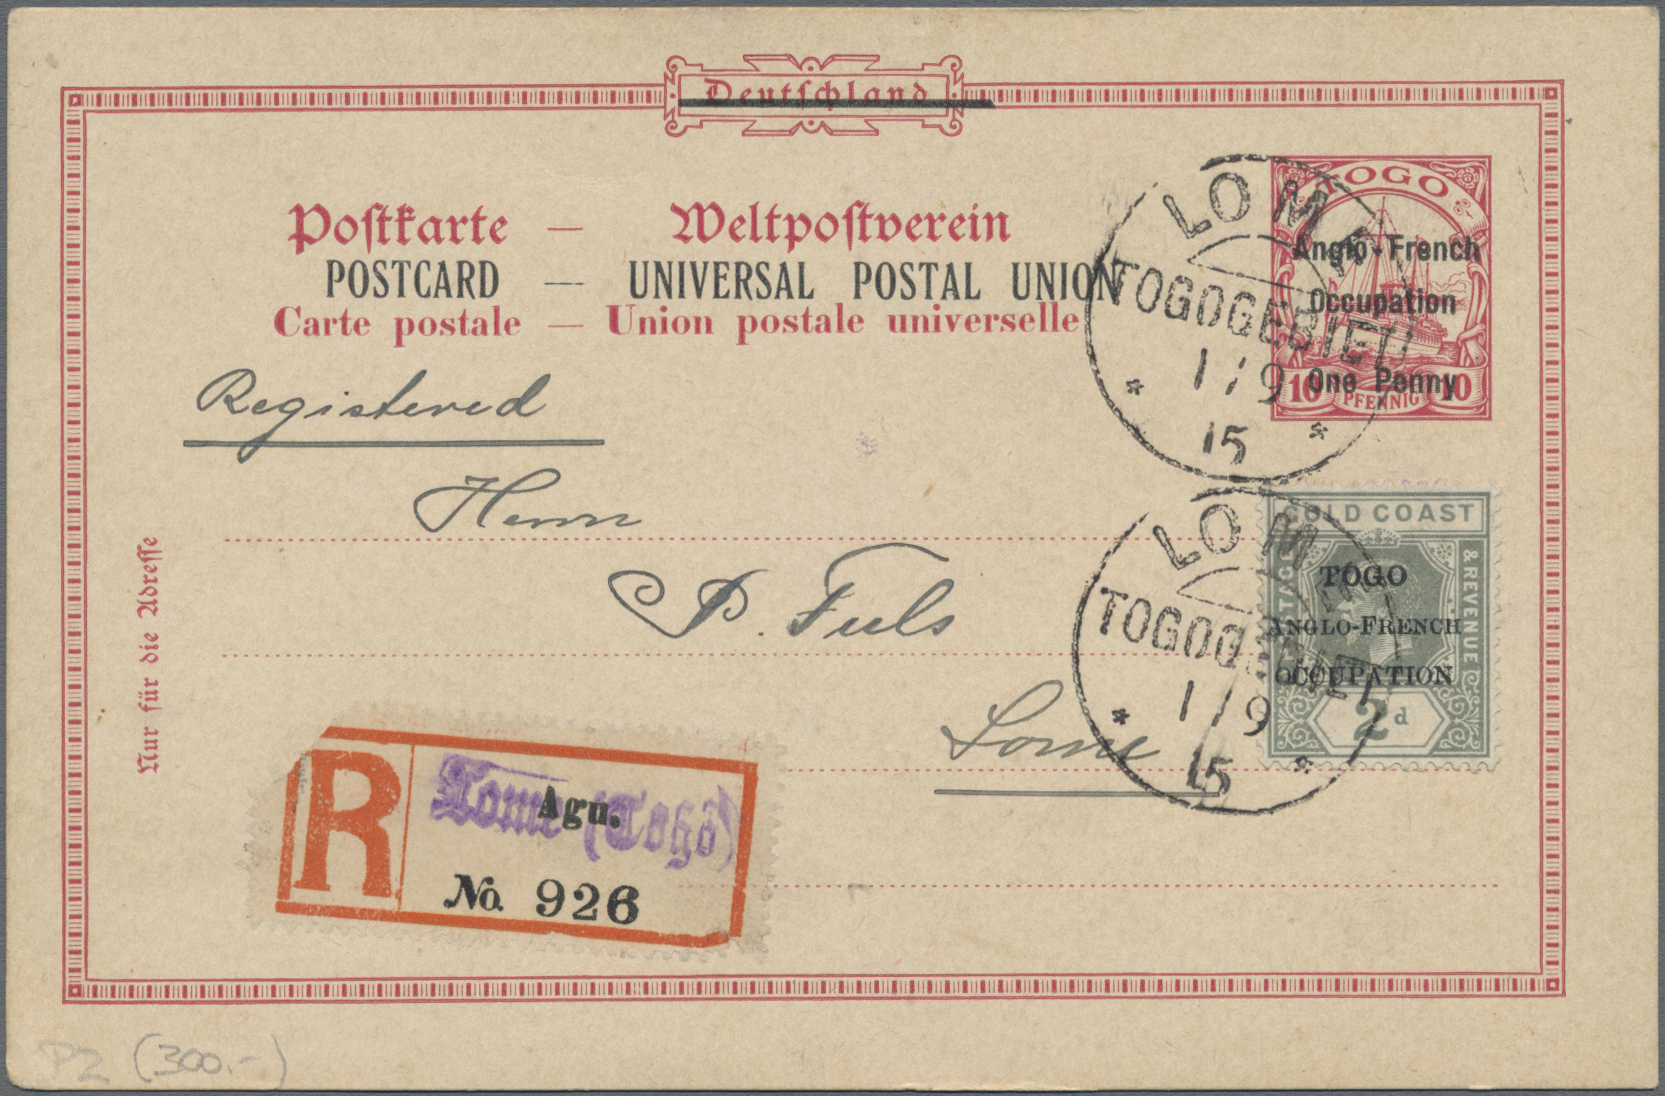 Deutschland
Postkarte — Weltpostverein
POSTCARD — UNIVERSAL POSTAL UNION
Carte postale — Union postale universelle
TOGO
Anglo-French
Occupation
One Penny
10 PFENNIG 10
LOME
TOGOGEBIET
1/9
15
Registered
Herrn
P. Fuls
Lome
Nur für die Adresse
GOLD COAST
POSTAGE & REVENUE
TOGO
ANGLO-FRENCH
OCCUPATION
2d
LOME
TOGOGEBIET
1/9
15
R
Lome (Togo)
Agu.
No. 926
P2 (300.-)